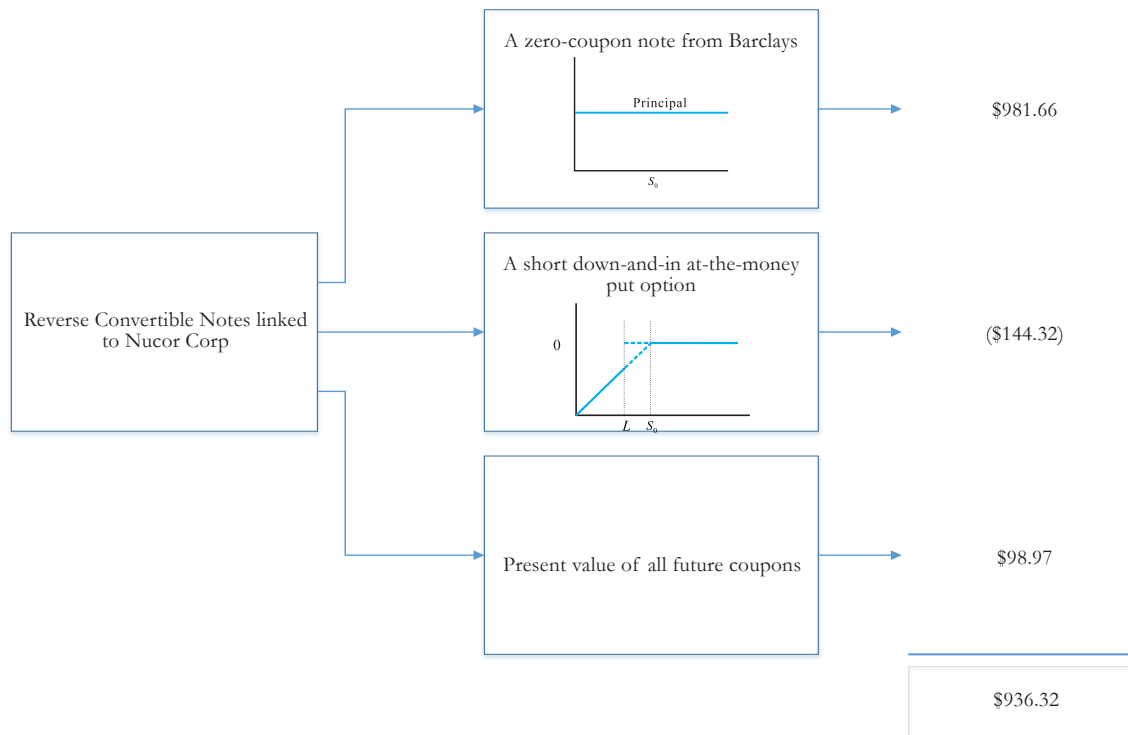 A zero-coupon note from Barclays
Principal
S₀
$981.66
Reverse Convertible Notes linked
to Nucor Corp
A short down-and-in at-the-money
put option
0
L S₀
($144.32)
Present value of all future coupons
$98.97
$936.32